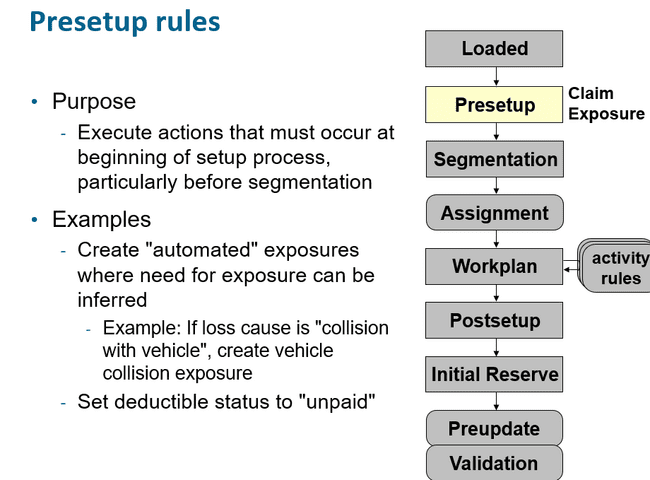 Presetup rules
• Purpose
- Execute actions that must occur at
beginning of setup process,
particularly before segmentation
• Examples
- Create "automated" exposures
where need for exposure can be
inferred
- Example: If loss cause is "collision
with vehicle", create vehicle
collision exposure
- Set deductible status to "unpaid"
Loaded
Presetup
Claim
Exposure
Segmentation
Assignment
Workplan
activity
rules
Postsetup
Initial Reserve
Preupdate
Validation